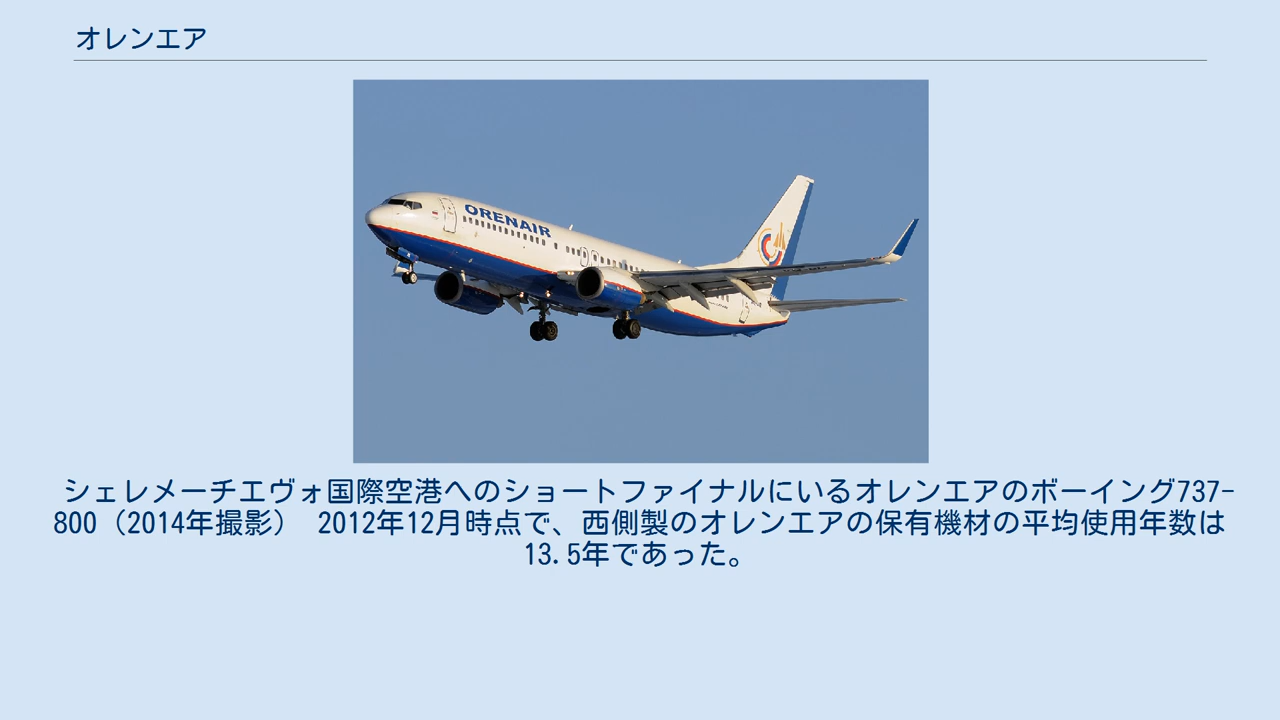 オレンエア
ORENAIR
シェレメーチエヴォ国際空港へのショートファイナルにいるオレンエアのボーイング737-
800（2014年撮影） 2012年12月時点で、西側製のオレンエアの保有機材の平均使用年数は
13.5年であった。